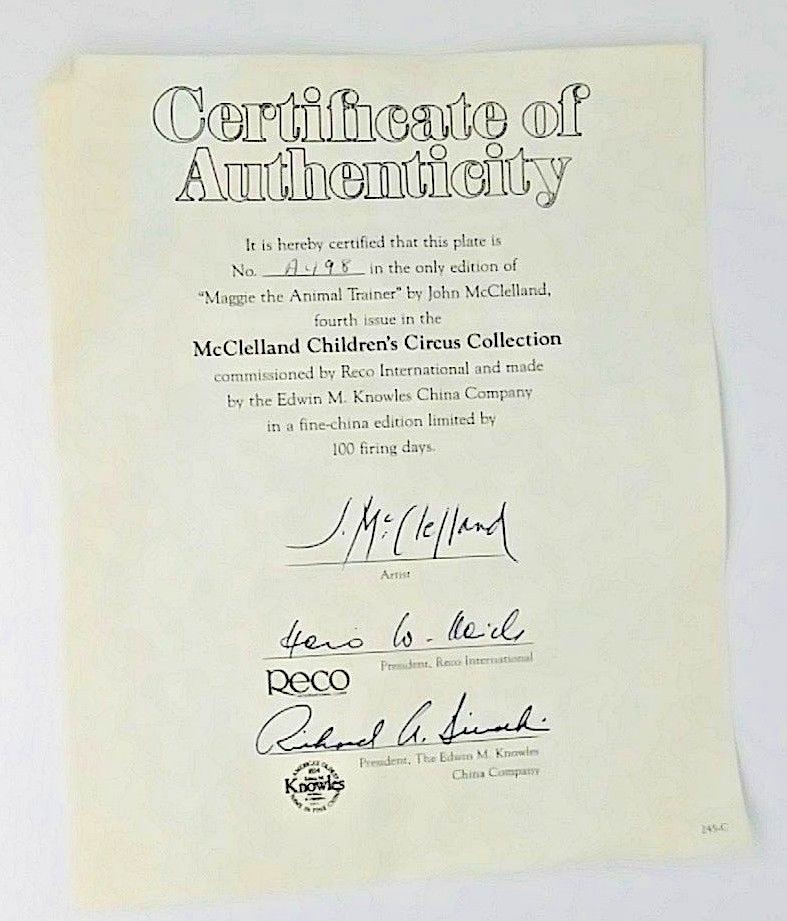 Certificate of
Authenticity
It is hereby certified that this plate is
No. A498 in the only edition of
"Maggie the Animal Trainer" by John McClelland,
fourth issue in the
McClelland Children's Circus Collection
commissioned by Reco International and made
by the Edwin M. Knowles China Company
in a fine-china edition limited by
100 firing days.
J. McClelland
Artist
W.
President, Reco International
Reco
Richard A.
President, The Edwin M. Knowles
China Company
Knowles
245-C